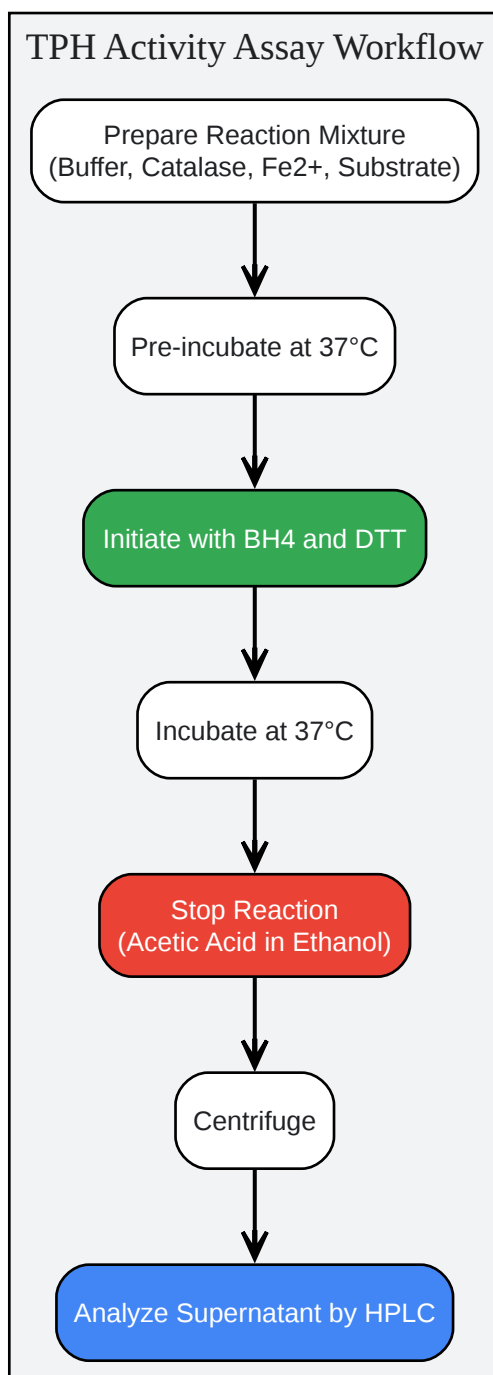 TPH Activity Assay Workflow
Prepare Reaction Mixture
(Buffer, Catalase, Fe2+, Substrate)
Pre-incubate at 37°C
Initiate with BH4 and DTT
Incubate at 37°C
Stop Reaction
(Acetic Acid in Ethanol)
Centrifuge
Analyze Supernatant by HPLC